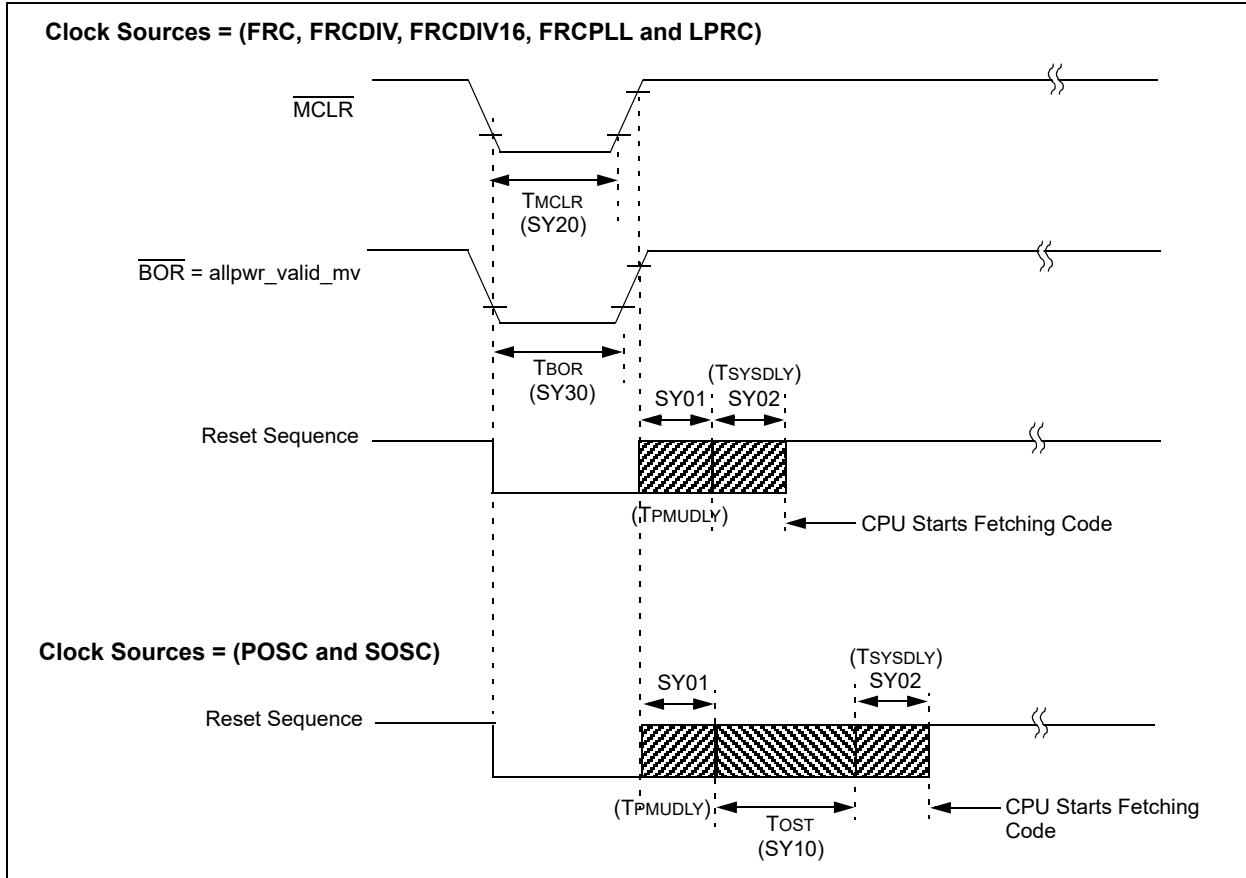 Clock Sources = (FRC, FRCDIV, FRCDIV16, FRCPLL and LPRC)
MCLR
TMCLR
(SY20)
BOR = allpwr_valid_mv
TBOR
(SY30)
(TSYSDLY)
SY01
SY02
Reset Sequence
(TPMUDLY)
CPU Starts Fetching Code
Clock Sources = (POSC and SOSC)
(TSYSDLY)
SY01
SY02
Reset Sequence
(TPMUDLY)
TOST
(SY10)
CPU Starts Fetching
Code